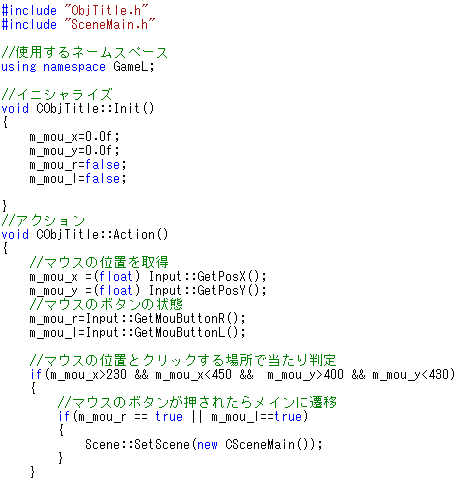 #include "ObjTitle.h"
#include "SceneMain.h"
//使用するネームスペース
using namespace GameL;
//イニシャライズ
void CObjTitle::Init()
{
m_mou_x=0.0f;
m_mou_y=0.0f;
m_mou_r=false;
m_mou_l=false;
}
//アクション
void CObjTitle::Action()
{
//マウスの位置を取得
m_mou_x =(float) Input::GetPosX();
m_mou_y =(float) Input::GetPosY();
//マウスのボタンの状態
m_mou_r=Input::GetMouButtonR();
m_mou_l=Input::GetMouButtonL();
//マウスの位置とクリックする場所で当たり判定
if(m_mou_x>230 && m_mou_x<450 &&  m_mou_y>400 && m_mou_y<430)
{
//マウスのボタンが押されたらメインに遷移
if(m_mou_r == true || m_mou_l==true)
{
Scene::SetScene(new CSceneMain());
}
}